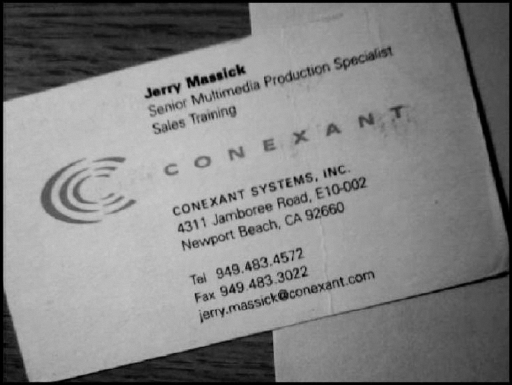 Jerry Massick
Senior Multimedia Production Specialist
Sales Training
CONEXANT
CONEXANT SYSTEMS, INC.
4311 Jamboree Road, E10-002
Newport Beach, CA 92660
Tel 949.483.4572
Fax 949.483.3022
jerry.massick@conexant.com